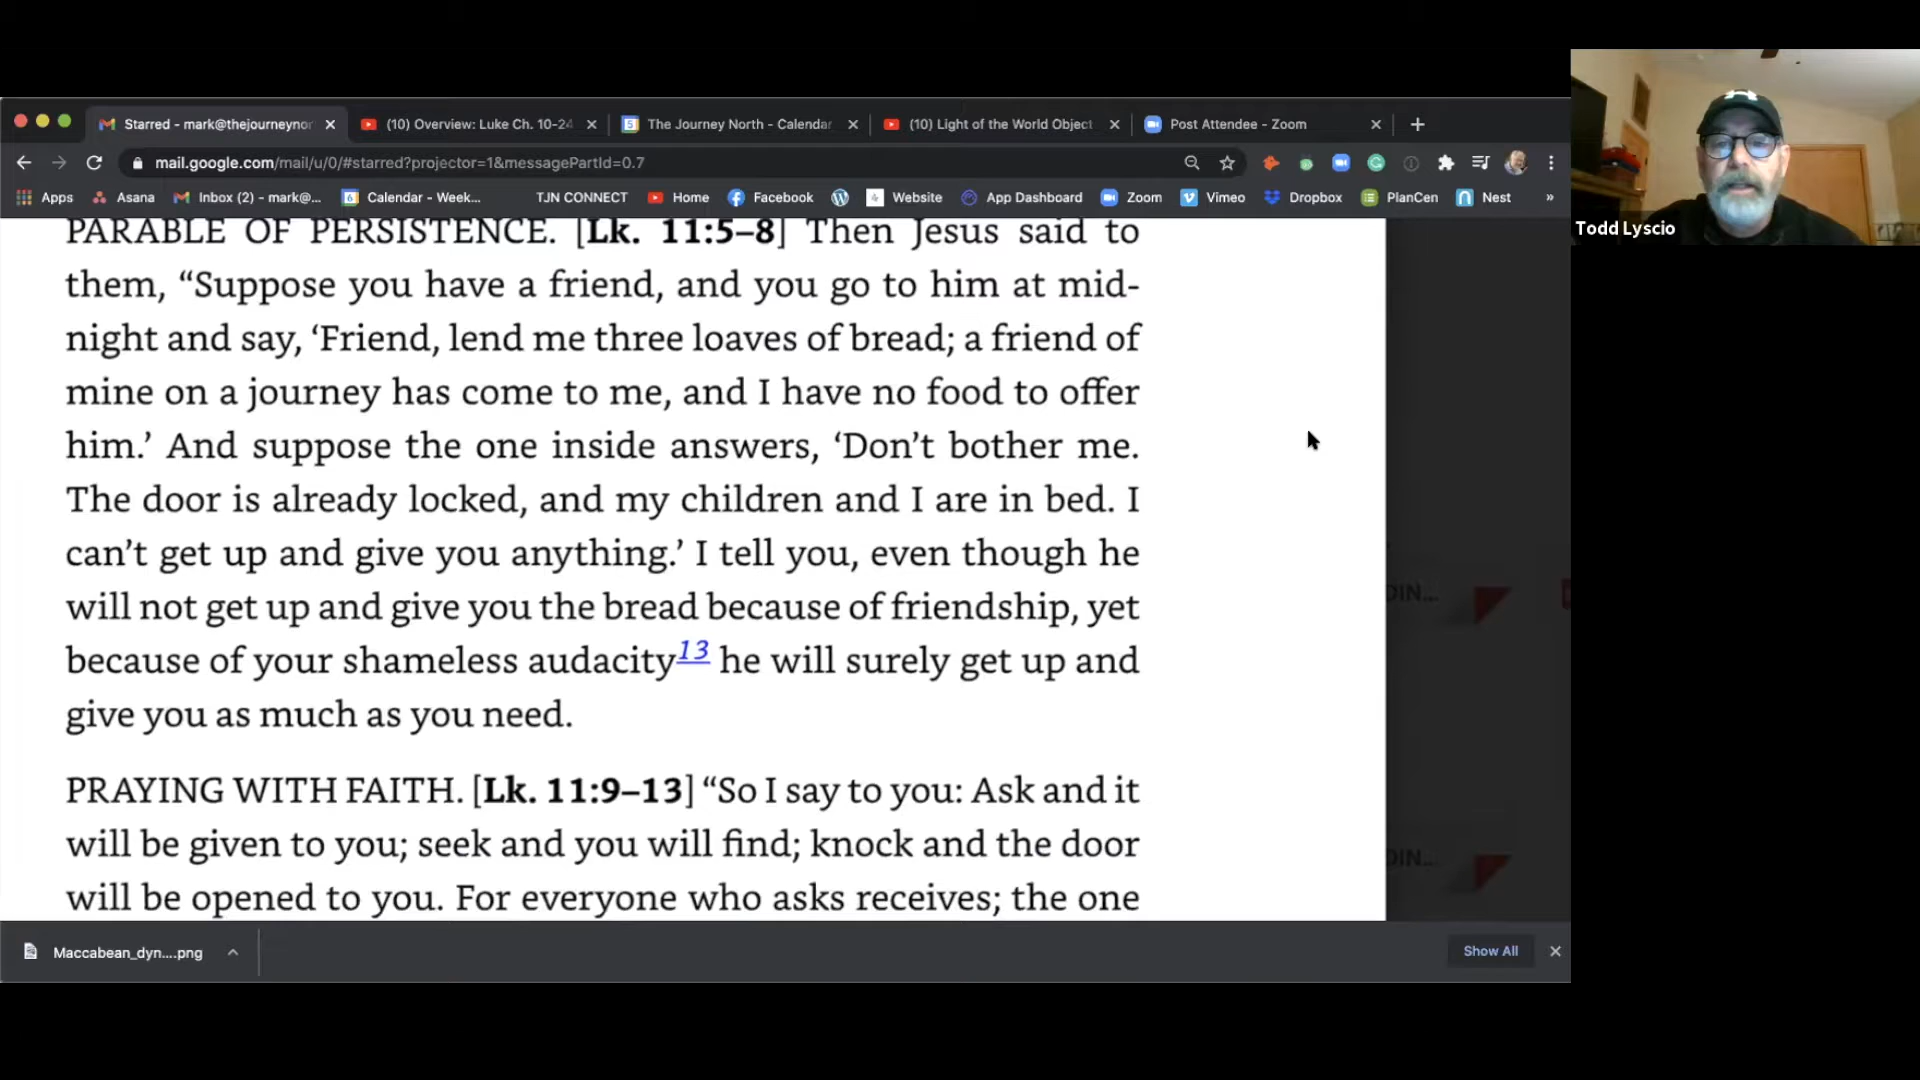 Starred - mark@thejourneynor
(10) Overview: Luke Ch. 10-24
The Journey North - Calendar
(10) Light of the World Object
Post Attendee - Zoom
mail.google.com/mail/u/0/#starred?projector=1&messagePartId=0.7
Apps
Asana
Inbox (2) - mark@...
Calendar - Week...
TJN CONNECT
Home
Facebook
Website
App Dashboard
Zoom
Vimeo
Dropbox
PlanCen
Nest
»
Todd Lyscio
PARABLE OF PERSISTENCE. [Lk. 11:5–8] Then Jesus said to
them, “Suppose you have a friend, and you go to him at mid-
night and say, ‘Friend, lend me three loaves of bread; a friend of
mine on a journey has come to me, and I have no food to offer
him.’ And suppose the one inside answers, ‘Don’t bother me.
The door is already locked, and my children and I are in bed. I
can’t get up and give you anything.’ I tell you, even though he
will not get up and give you the bread because of friendship, yet
because of your shameless audacity13 he will surely get up and
give you as much as you need.
PRAYING WITH FAITH. [Lk. 11:9–13] “So I say to you: Ask and it
will be given to you; seek and you will find; knock and the door
will be opened to you. For everyone who asks receives; the one
DIN...
DIN...
Maccabean_dyn....png
Show All